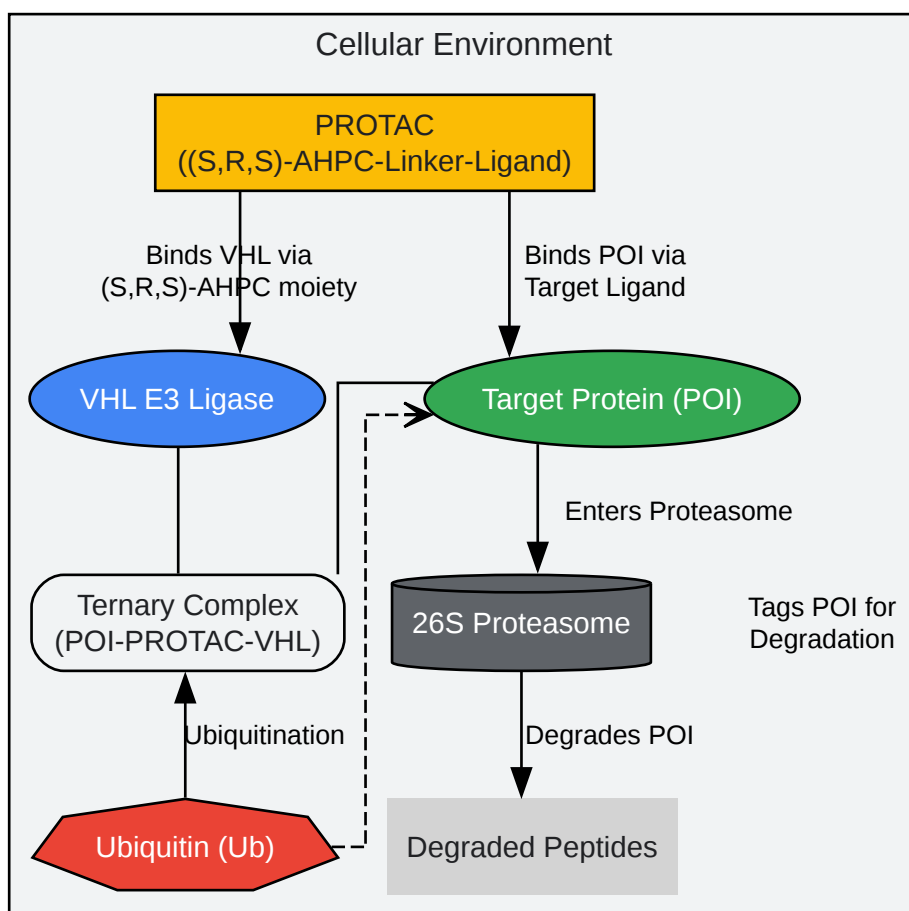 Cellular Environment
PROTAC
((S,R,S)-AHPC-Linker-Ligand)
Binds VHL via
(S,R,S)-AHPC moiety
Binds POI via
Target Ligand
VHL E3 Ligase
Target Protein (POI)
Enters Proteasome
Ternary Complex
(POI-PROTAC-VHL)
26S Proteasome
Tags POI for
Degradation
Ubiquitination
Degrades POI
Ubiquitin (Ub)
Degraded Peptides